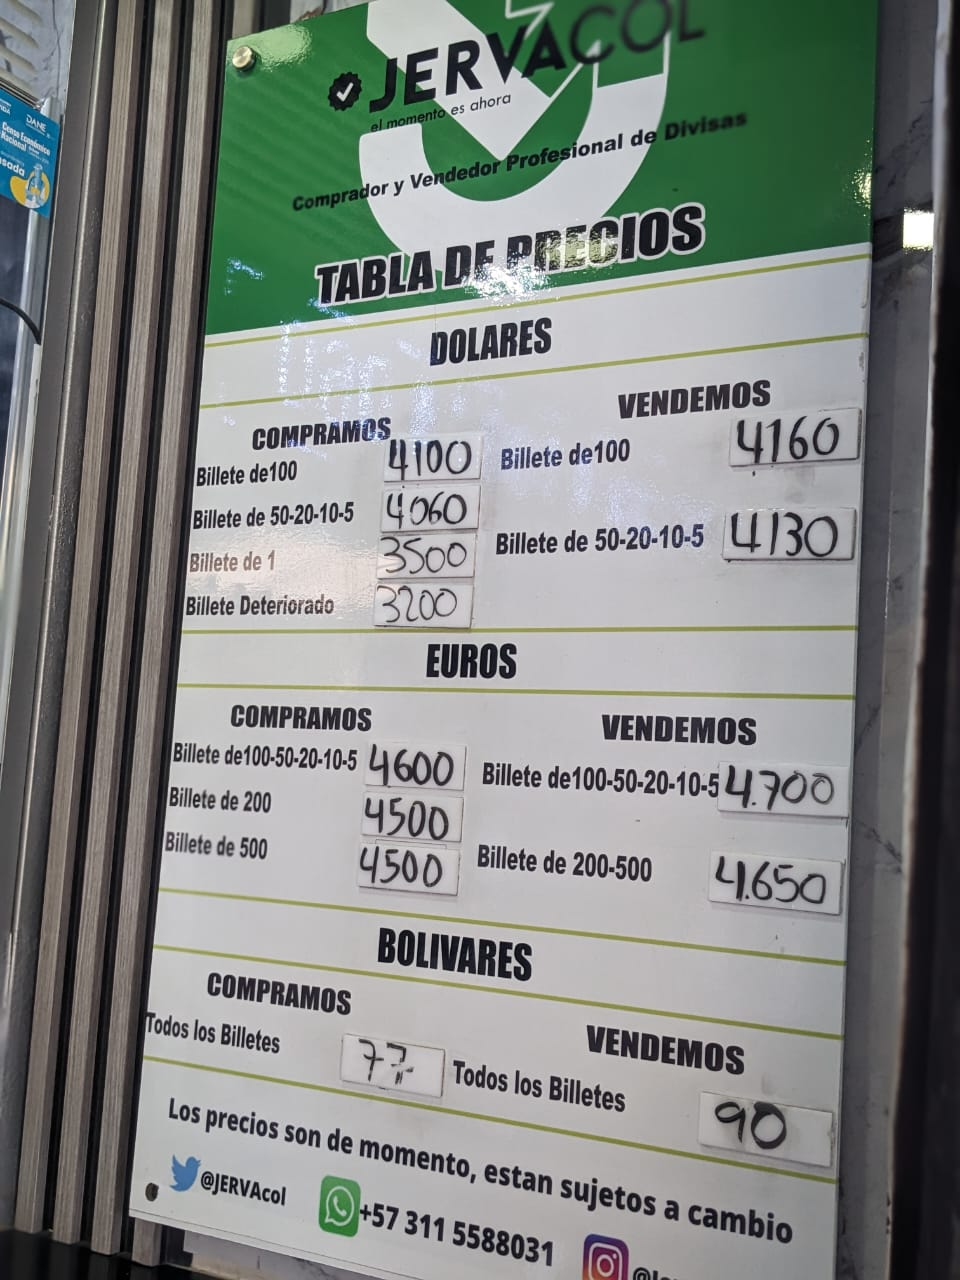 DANE
Censo Económico
Nacional
JERVACOL
el momento es ahora
Comprador y Vendedor Profesional de Divisas
TABLA DE PRECIOS
DOLARES
COMPRAMOS
Billete de100 4100
Billete de 50-20-10-5 4060
Billete de 1 3500
Billete Deteriorado 3200
VENDEMOS
Billete de100 4160
Billete de 50-20-10-5 4130
EUROS
COMPRAMOS
Billete de100-50-20-10-5 4600
Billete de 200 4500
Billete de 500 4500
VENDEMOS
Billete de100-50-20-10-5 4.700
Billete de 200-500 4.650
BOLIVARES
COMPRAMOS
Todos los Billetes 77
VENDEMOS
Todos los Billetes 90
Los precios son de momento, estan sujetos a cambio
@JERVAcol
+57 311 5588031